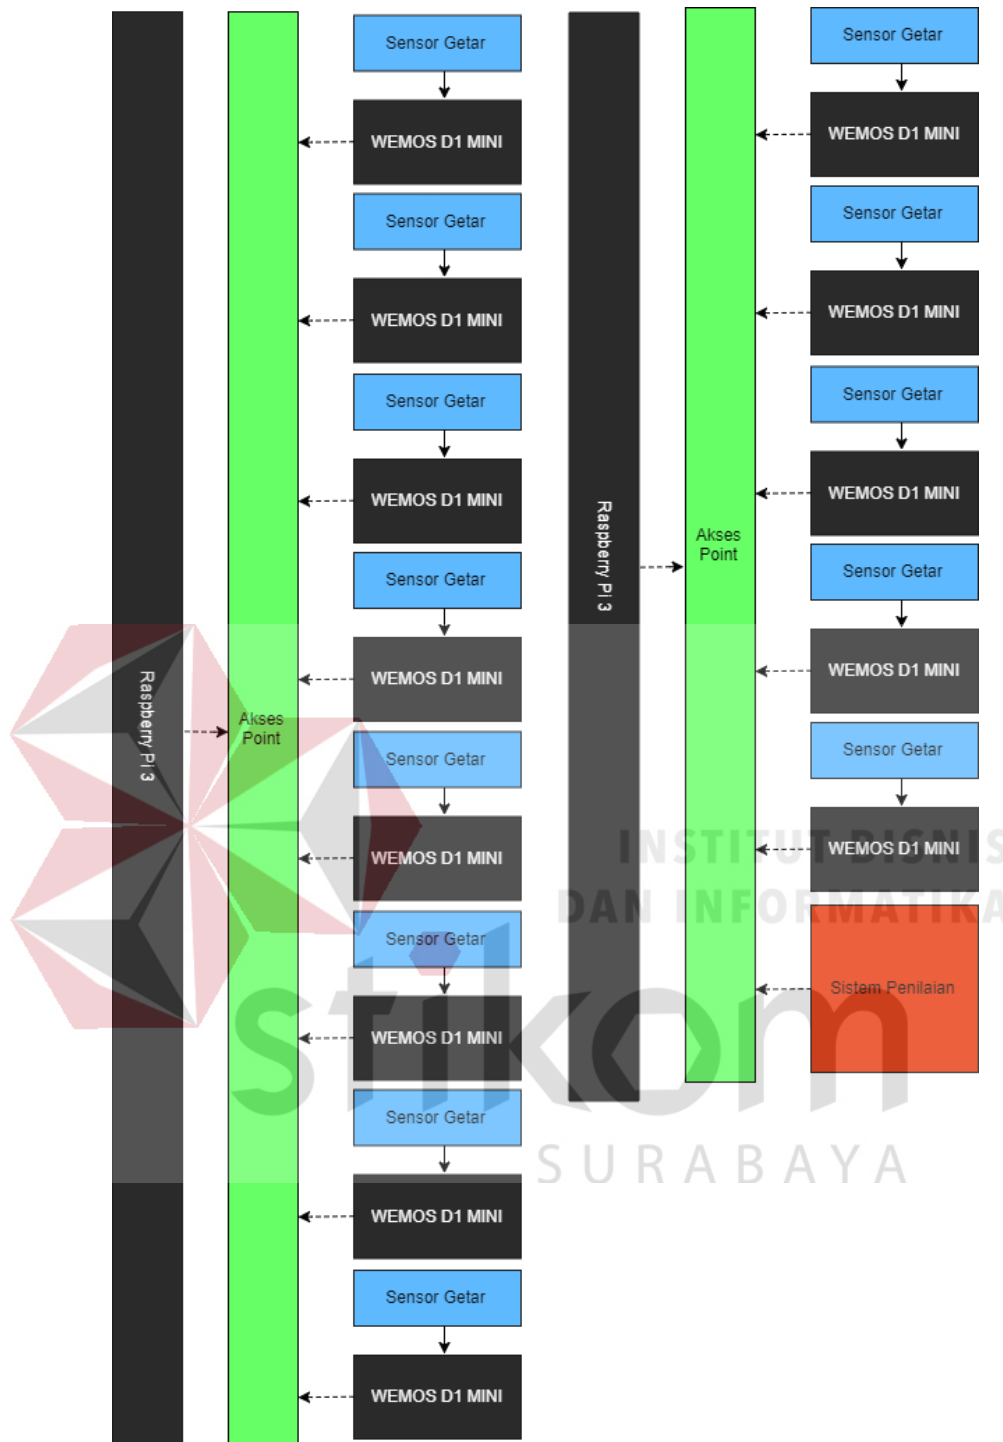 Sensor Getar
WEMOS D1 MINI
Sensor Getar
WEMOS D1 MINI
Sensor Getar
WEMOS D1 MINI
Sensor Getar
WEMOS D1 MINI
Raspberry Pi 3
Akses
Point
Sensor Getar
WEMOS D1 MINI
Sensor Getar
WEMOS D1 MINI
Sensor Getar
WEMOS D1 MINI
Sensor Getar
WEMOS D1 MINI
Sensor Getar
WEMOS D1 MINI
Sensor Getar
WEMOS D1 MINI
Sensor Getar
WEMOS D1 MINI
Raspberry Pi 3
Akses
Point
Sensor Getar
WEMOS D1 MINI
Sensor Getar
WEMOS D1 MINI
Sistem Penilaian
INSTITUT BISNIS
DAN INFORMATIKA
stikom
SURABAYA